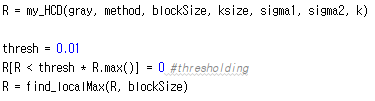 R = my_HCD(gray, method, blockSize, ksize, sigma1, sigma2, k)
thresh = 0.01
R[R < thresh * R.max()] = 0 #thresholding
R = find_localMax(R, blockSize)